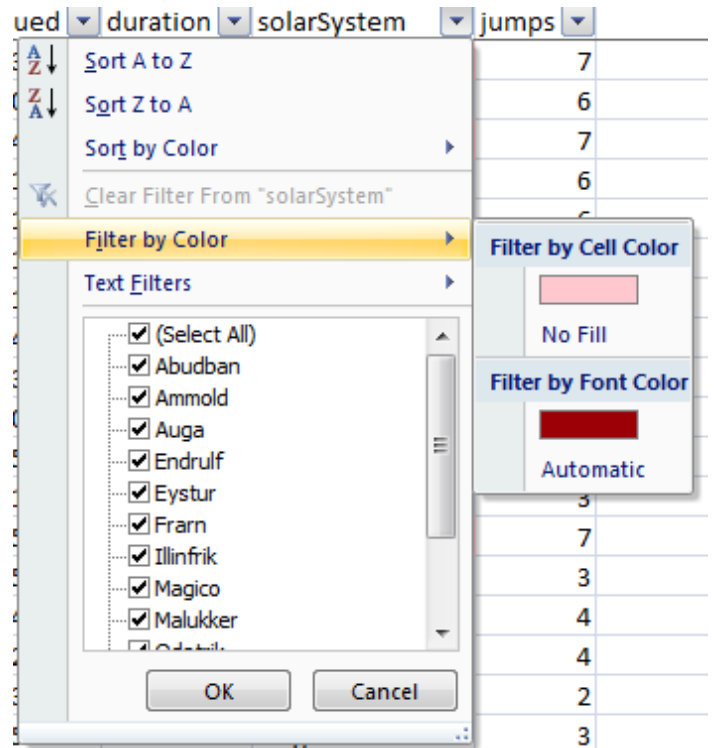 ued duration solarSystem jumps
Sort A to Z
7
Sort Z to A
6
Sort by Color
7
Clear Filter From "solarSystem"
6
Filter by Color
Filter by Cell Color
Text Filters
No Fill
(Select All)
Abudban
Filter by Font Color
Ammold
Auga
Endrulf
Automatic
Eystur
3
Frarn
7
Illinfrik
3
Magico
4
Malukker
4
OK Cancel
2
3